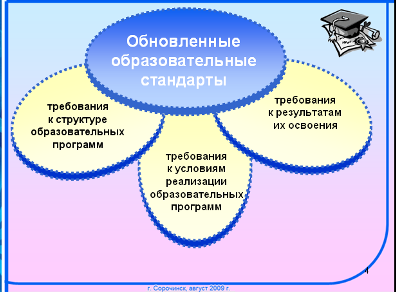 Обновленные
образовательные
стандарты
требования
к структуре
образовательных
программ
требования
к условиям
реализации
образовательных
программ
требования
к результатам
их освоения
1
г. Сорочинск, август 2009 г.